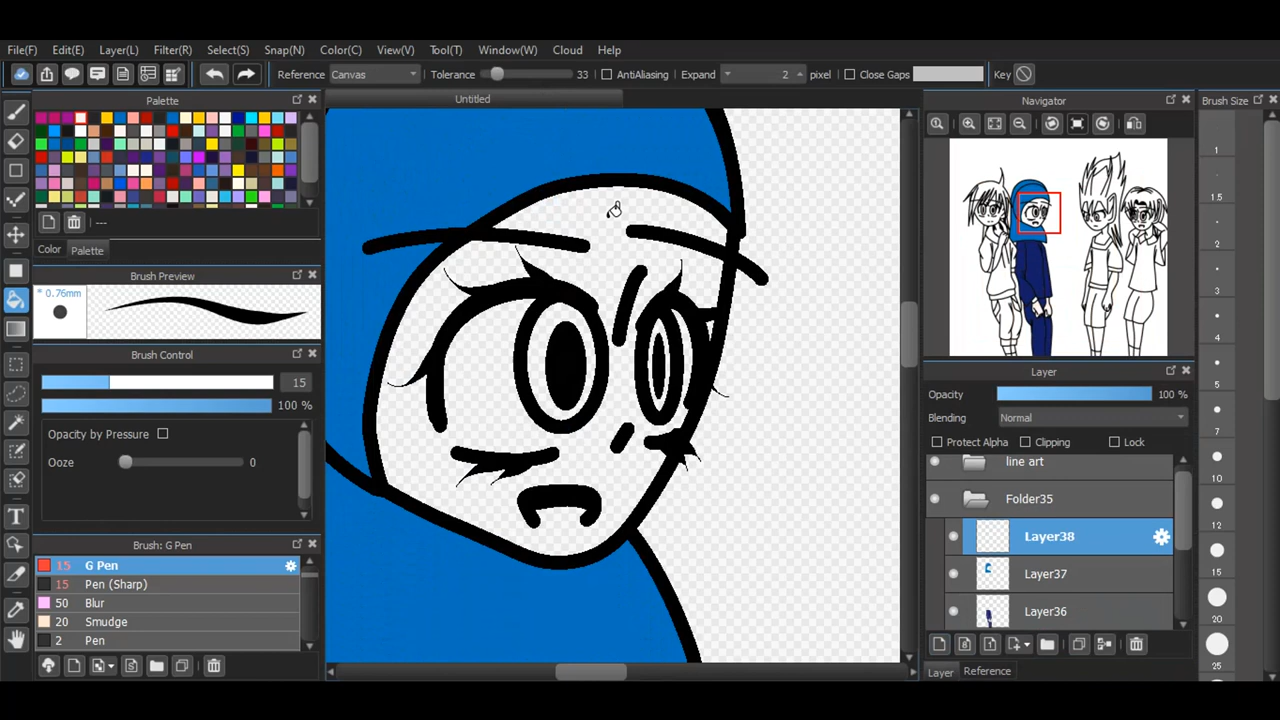 File(F) Edit(E) Layer(L) Filter(R) Select(S) Snap(N) Color(C) View(V) Tool(T) Window(W) Cloud Help
Reference Canvas Tolerance 33 AntiAliasing Expand 2 pixel Close Gaps Key
Palette
Untitled
Navigator
Brush Size
---
Color Palette
Brush Preview
* 0.76mm
Brush Control
15
100 %
Opacity by Pressure
Ooze 0
Brush: G Pen
15 G Pen
15 Pen (Sharp)
50 Blur
20 Smudge
2 Pen
Layer
Opacity 100 %
Blending Normal
Protect Alpha Clipping Lock
line art
Folder35
Layer38
Layer37
Layer36
Layer Reference
1
1.5
2
3
5
7
10
12
15
20
25